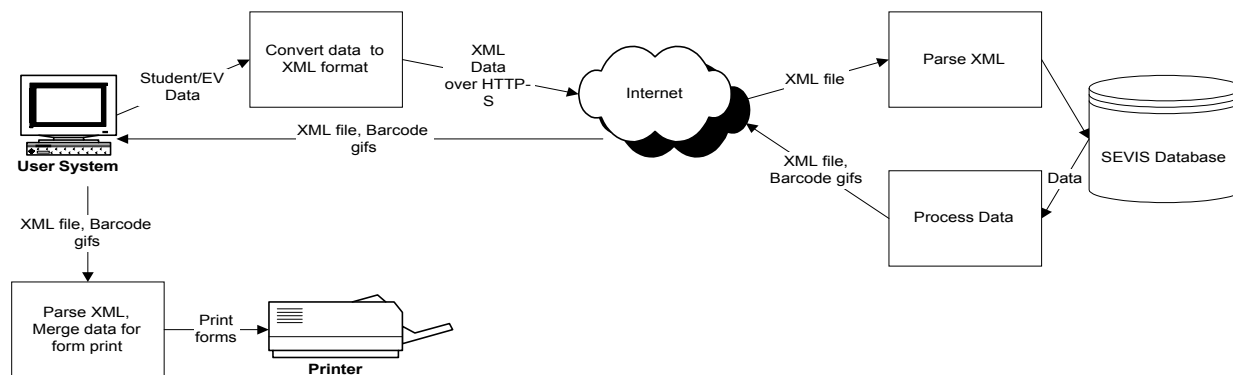 Convert data to
XML format
Student/EV
Data
XML
Data
over HTTP-
S
Internet
XML file
Parse XML
SEVIS Database
Data
Process Data
XML file,
Barcode gifs
XML file, Barcode
gifs
User System
XML file, Barcode
gifs
Parse XML,
Merge data for
form print
Print
forms
Printer